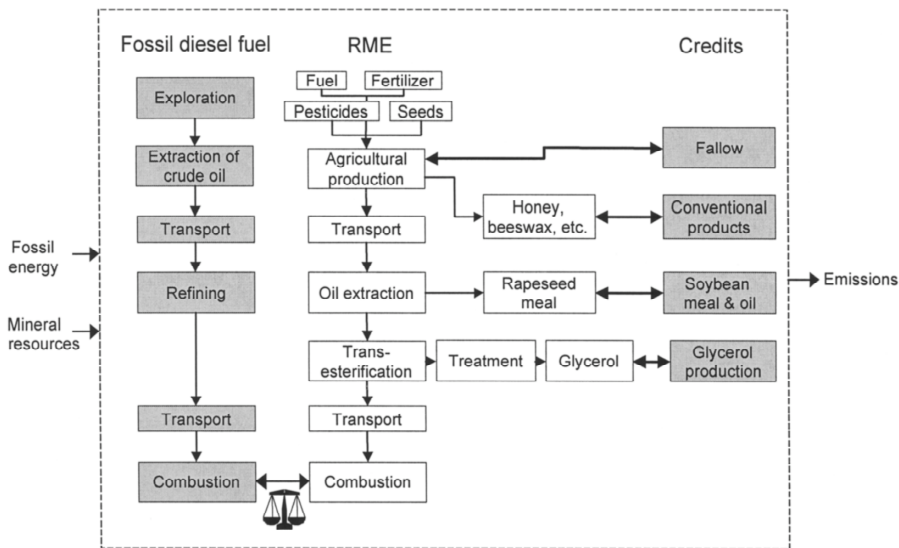 Fossil diesel fuel
RME
Credits
Fuel
Fertilizer
Pesticides
Seeds
Exploration
Extraction of
crude oil
Agricultural
production
Fallow
Honey,
beeswax, etc.
Conventional
products
Transport
Transport
Fossil
energy
Refining
Oil extraction
Rapeseed
meal
Soybean
meal & oil
Emissions
Mineral
resources
Trans-
esterification
Treatment
Glycerol
Glycerol
production
Transport
Transport
Combustion
Combustion